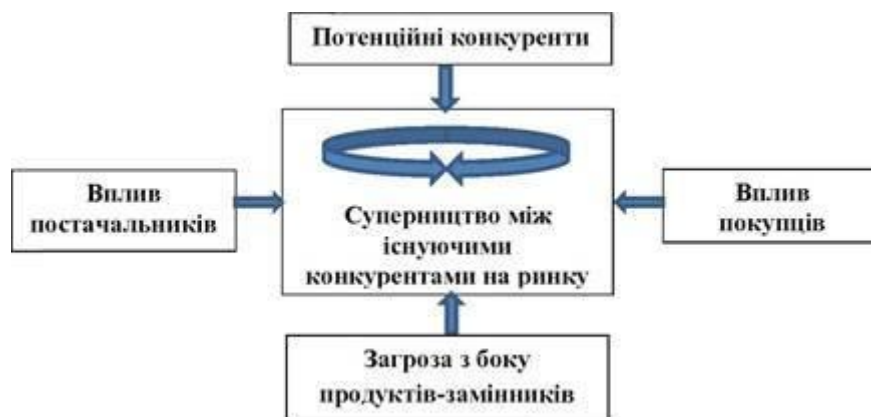 Потенційні конкуренти
Вплив
постачальників
Суперництво між
існуючими
конкурентами на ринку
Вплив
покупців
Загроза з боку
продуктів-замінників